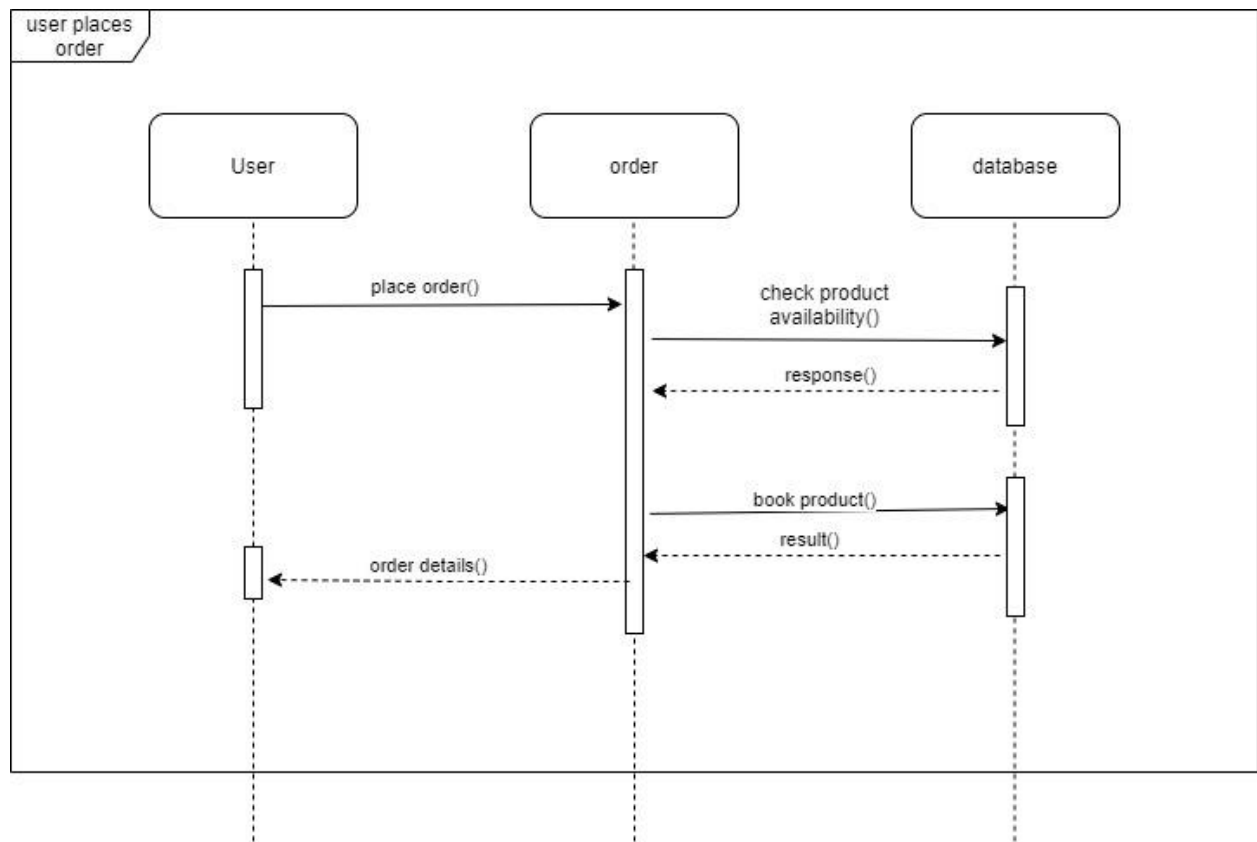 user places
order
User
order
database
place order()
check product
availability()
response()
book product()
result()
order details()